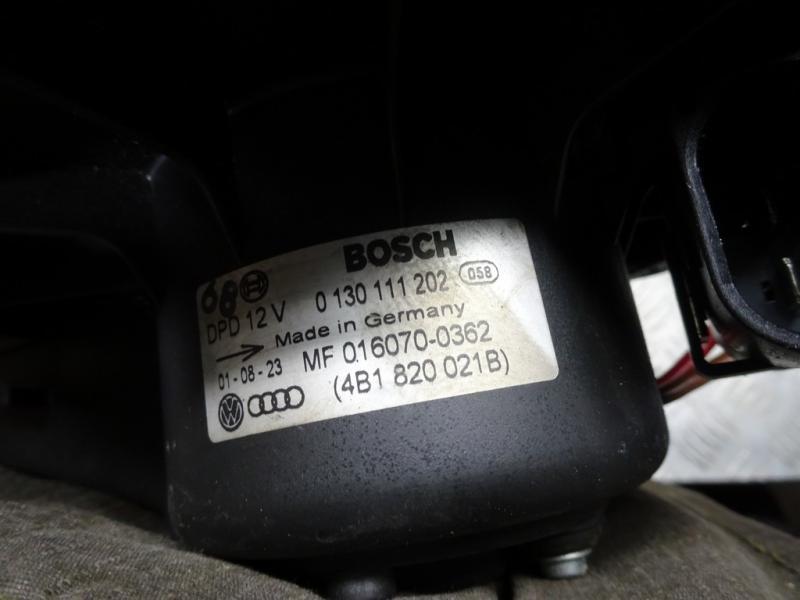 BOSCH
68
DPD 12 V 0 130 111 202 058
Made in Germany
01-08-23 MF 016070-0362
(4B1 820 021B)